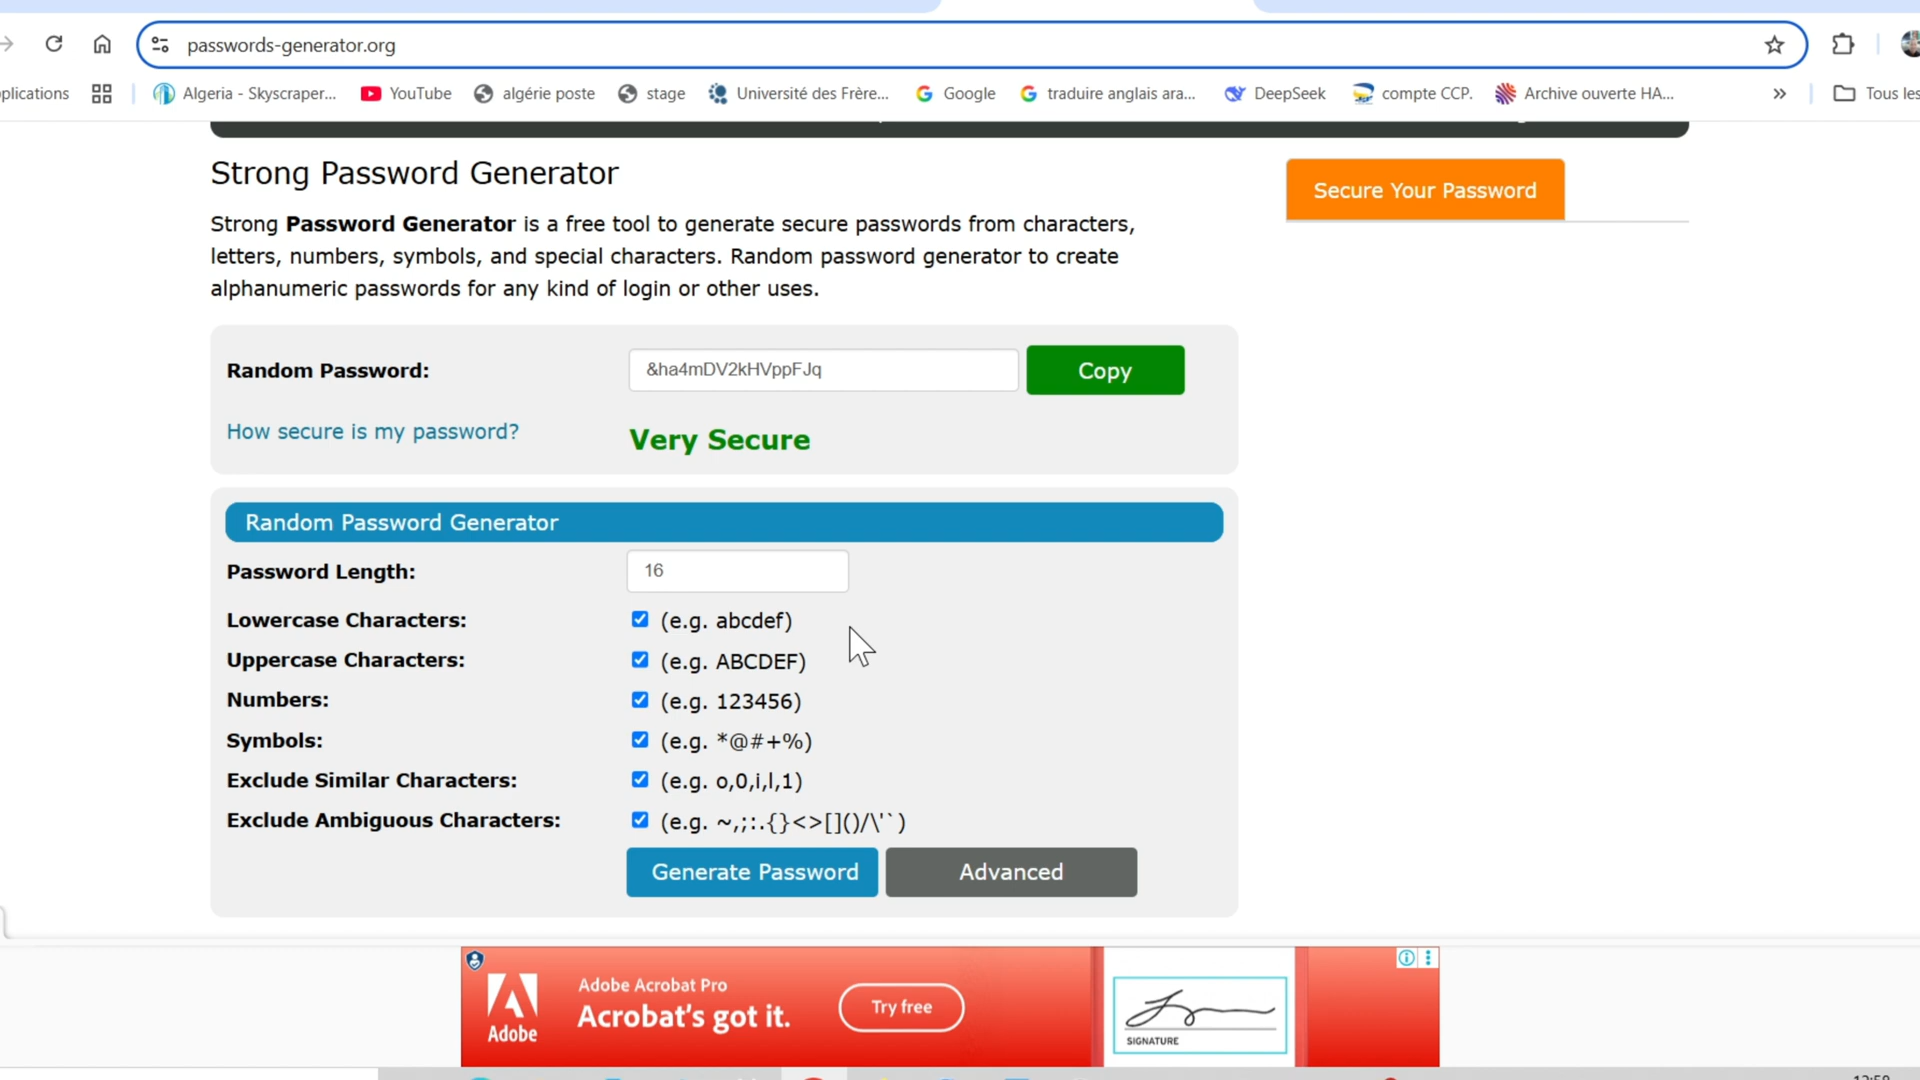 passwords-generator.org
plications
Algeria - Skyscraper...
YouTube
algérie poste
stage
Université des Frère...
Google
traduire anglais ara...
DeepSeek
compte CCP.
Archive ouverte HA...
»
Tous les
Strong Password Generator
Secure Your Password
Strong Password Generator is a free tool to generate secure passwords from characters,
letters, numbers, symbols, and special characters. Random password generator to create
alphanumeric passwords for any kind of login or other uses.
Random Password:
&ha4mDV2kHVppFJq
Copy
How secure is my password?
Very Secure
Random Password Generator
Password Length:
16
Lowercase Characters:
(e.g. abcdef)
Uppercase Characters:
(e.g. ABCDEF)
Numbers:
(e.g. 123456)
Symbols:
(e.g. *@#+%)
Exclude Similar Characters:
(e.g. o,0,i,l,1)
Exclude Ambiguous Characters:
(e.g. ~,;:.{}<>[]()/\'`)
Generate Password
Advanced
Adobe
Adobe Acrobat Pro
Acrobat's got it.
Try free
SIGNATURE